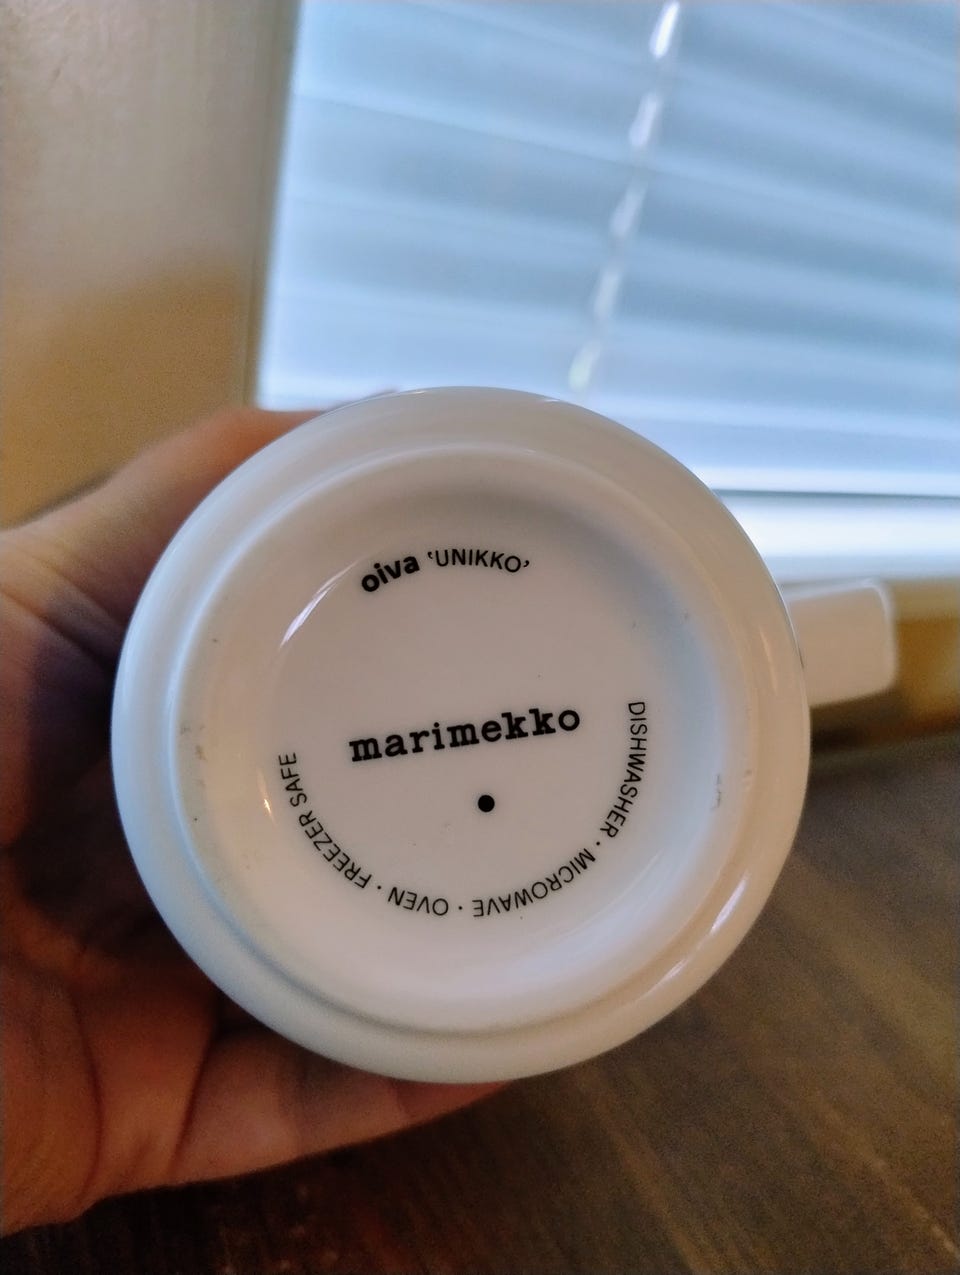 oiva ‘UNIKKO’
marimekko
DISHWASHER · MICROWAVE · OVEN · FREEZER SAFE